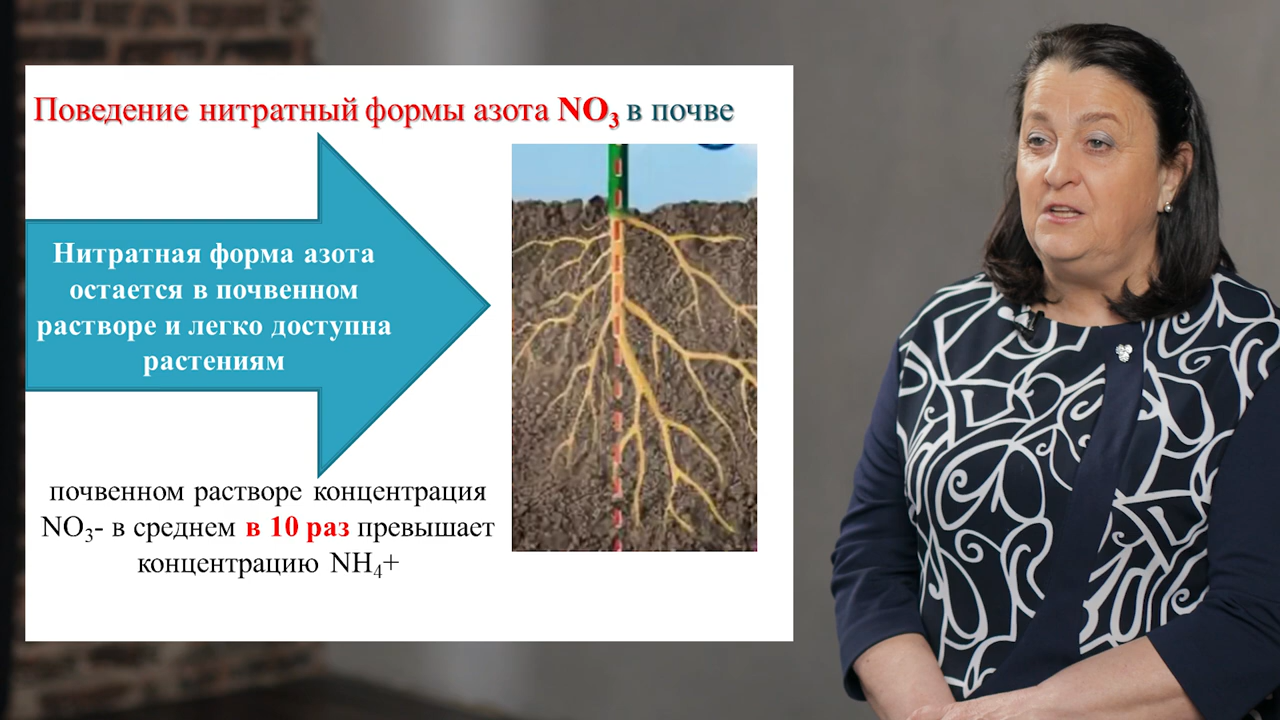 Поведение нитратный формы азота NO₃ в почве
Нитратная форма азота
остается в почвенном
растворе и легко доступна
растениям
почвенном растворе концентрация
NO₃- в среднем в 10 раз превышает
концентрацию NH₄+